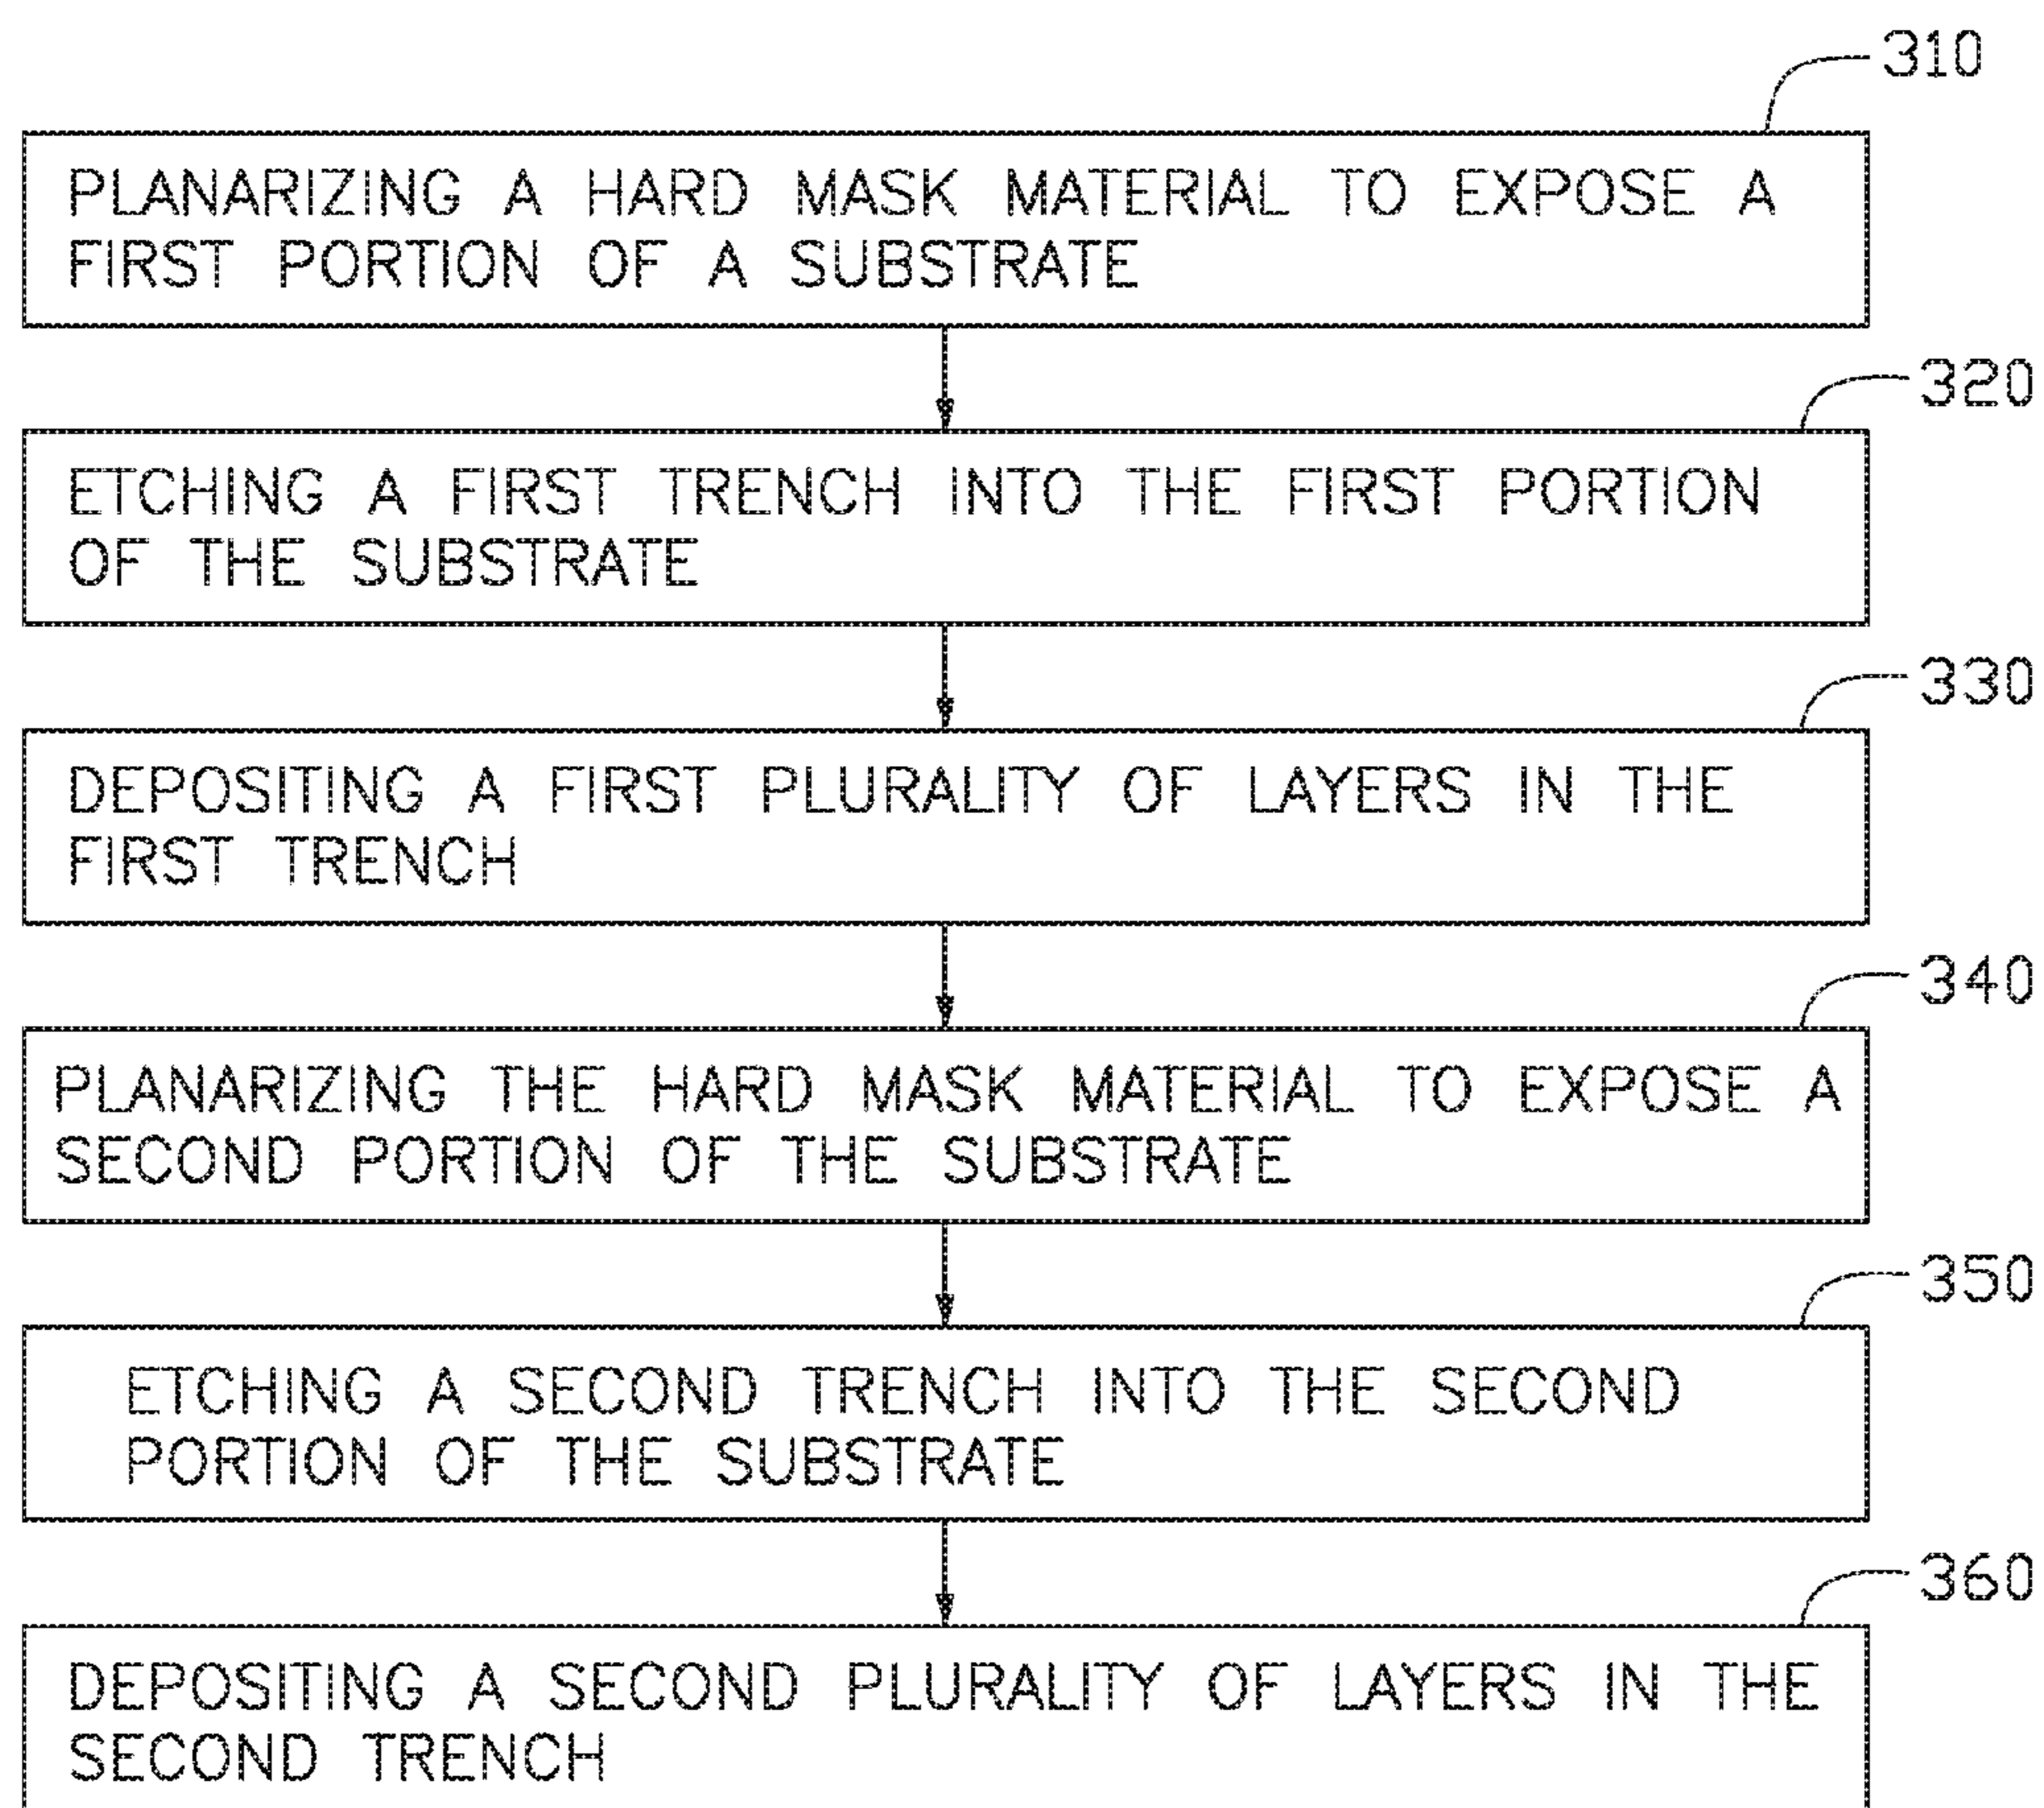 310
PLANARIZING A HARD MASK MATERIAL TO EXPOSE A
FIRST PORTION OF A SUBSTRATE
320
ETCHING A FIRST TRENCH INTO THE FIRST PORTION
OF THE SUBSTRATE
330
DEPOSITING A FIRST PLURALITY OF LAYERS IN THE
FIRST TRENCH
340
PLANARIZING THE HARD MASK MATERIAL TO EXPOSE A
SECOND PORTION OF THE SUBSTRATE
350
ETCHING A SECOND TRENCH INTO THE SECOND
PORTION OF THE SUBSTRATE
360
DEPOSITING A SECOND PLURALITY OF LAYERS IN THE
SECOND TRENCH